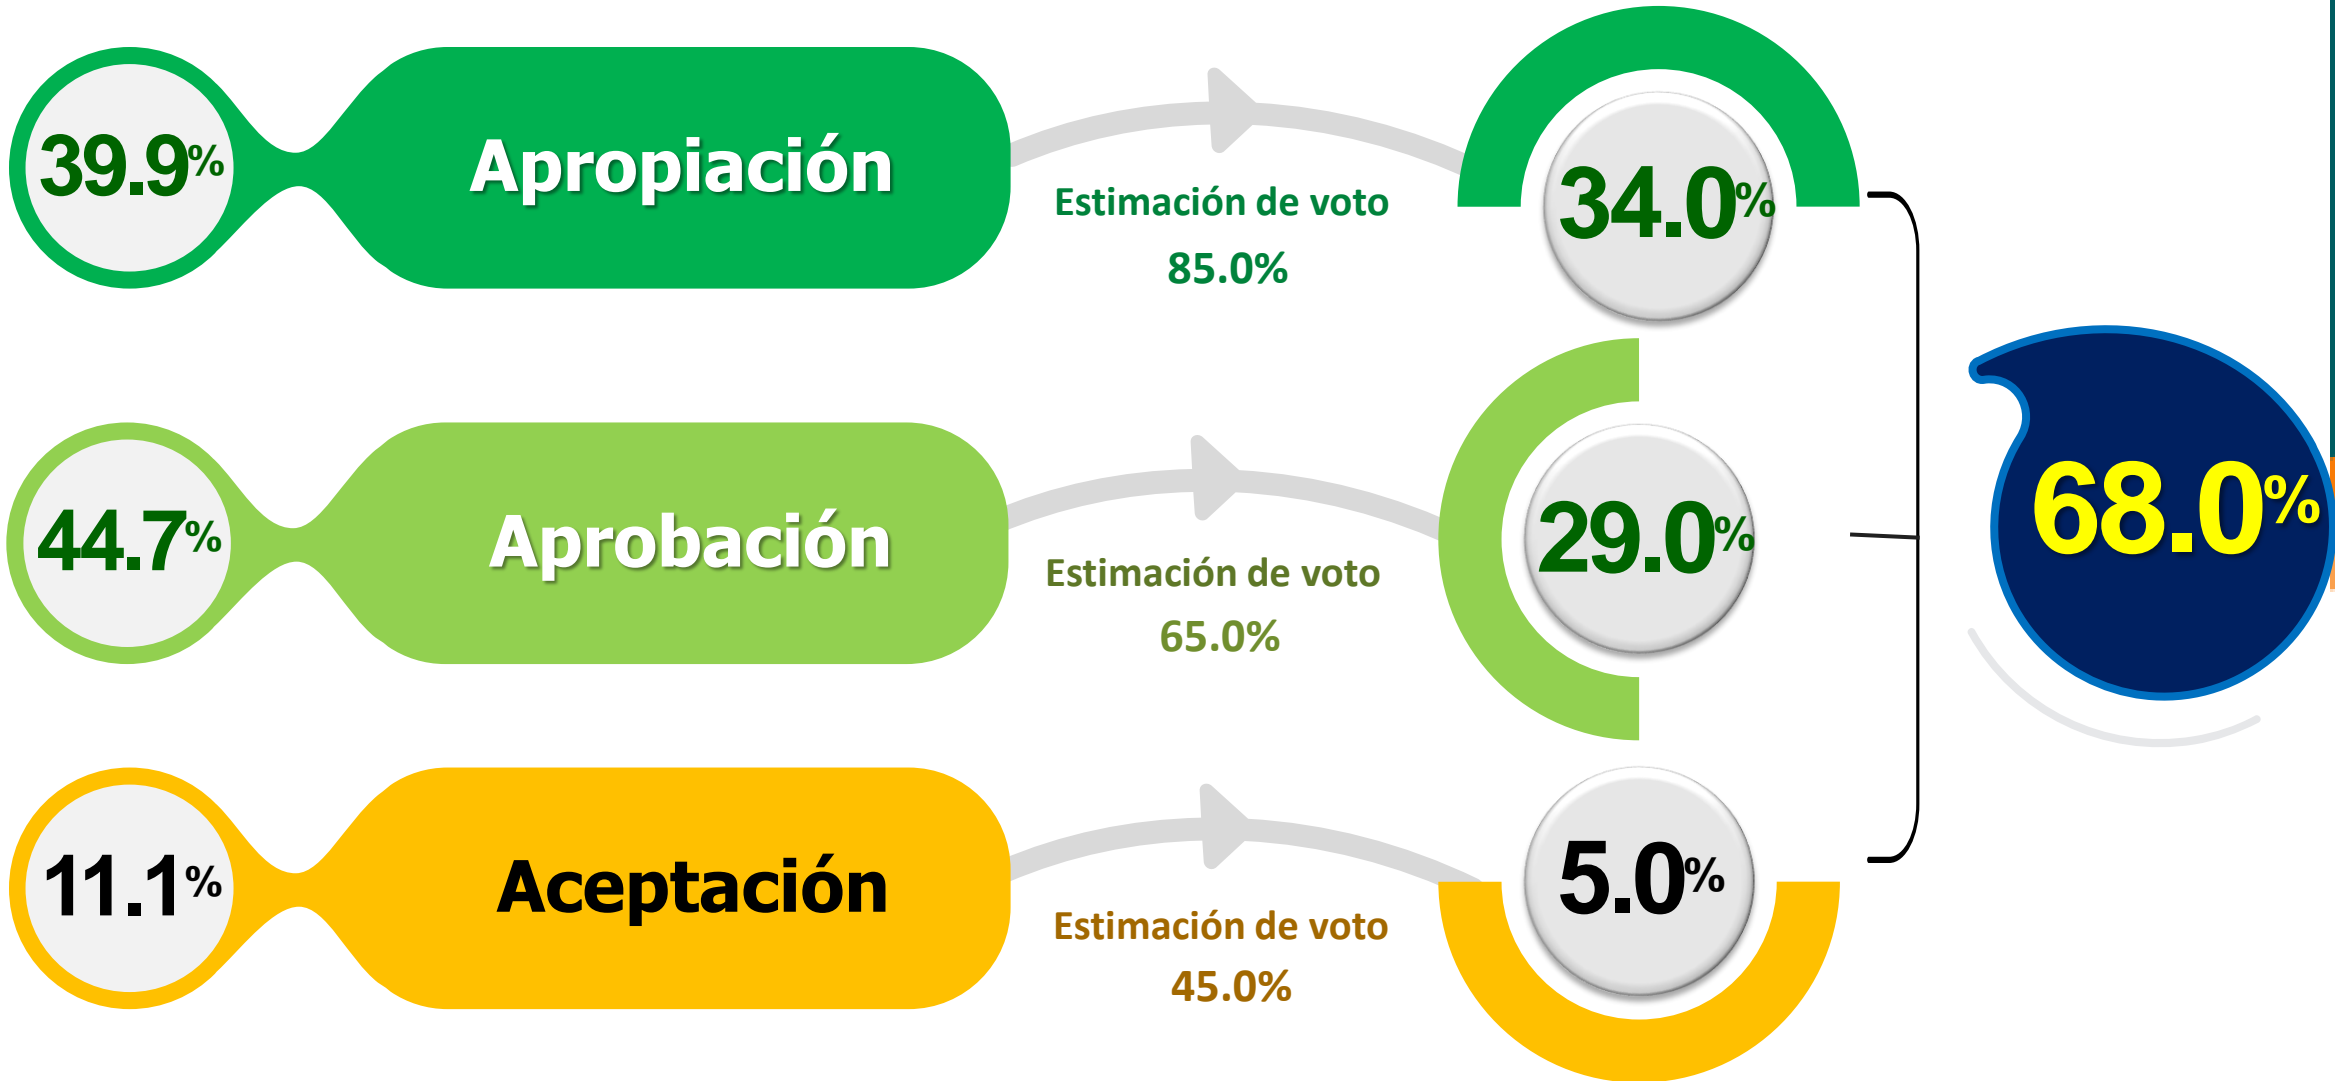 39.9%
Apropiación
Estimación de voto
85.0%
34.0%
44.7%
Aprobación
Estimación de voto
65.0%
29.0%
68.0%
11.1%
Aceptación
Estimación de voto
45.0%
5.0%